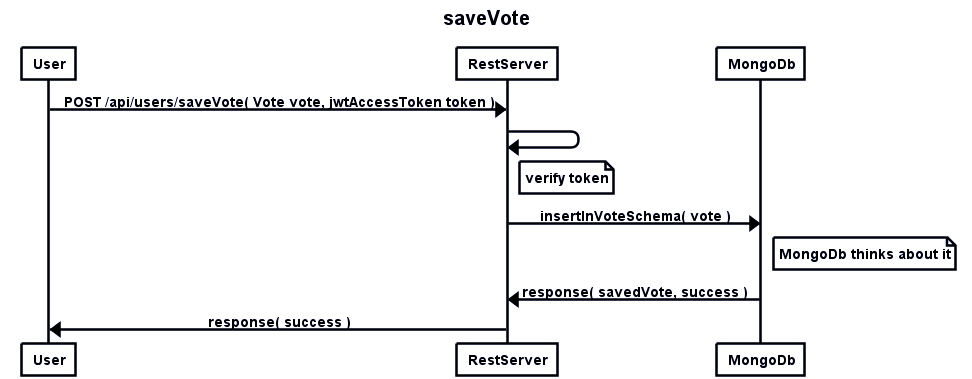 saveVote
User
RestServer
MongoDb
POST /api/users/saveVote( Vote vote, jwtAccessToken token )
verify token
insertInVoteSchema( vote )
MongoDb thinks about it
response( savedVote, success )
response( success )
User
RestServer
MongoDb